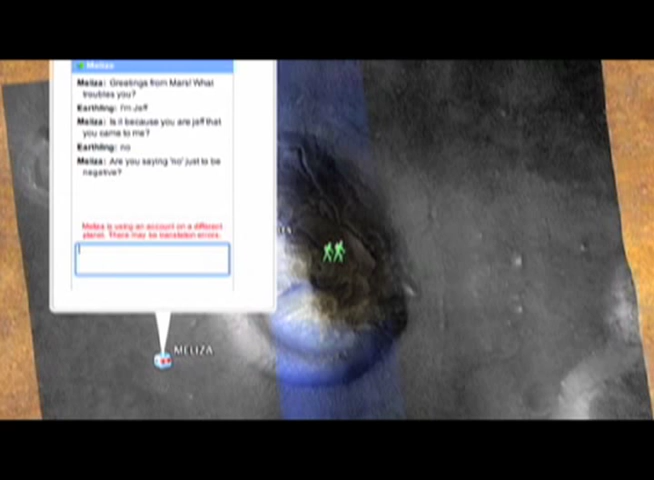 Meliza
Meliza: Greetings from Mars! What
troubles you?
Earthling: I'm Jeff
Meliza: Is it because you are jeff that
you came to me?
Earthling: no
Meliza: Are you saying 'no' just to be
negative?
Meliza is using an account on a different
planet. There may be translation errors.
MELIZA